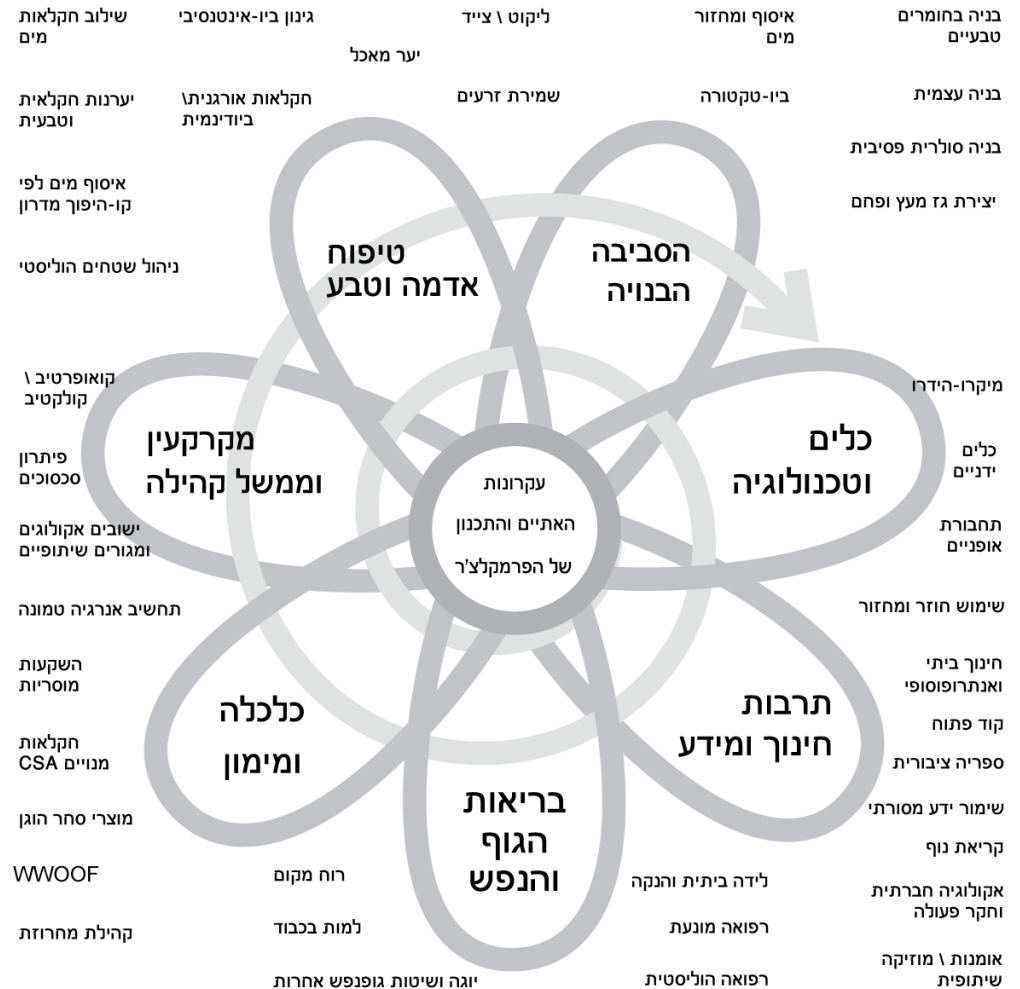 בניה בחומרים
טבעיים
איסוף ומחזור
מים
ליקוט \ צייד
גינון ביו-אינטנסיבי
שילוב חקלאות
מים
יער מאכל
בניה עצמית
ביו-טקטורה
שמירת זרעים
חקלאות אורגנית\
ביודינמית
יערנות חקלאית
וטבעית
בניה סולרית פסיבית
יצירת גז מעץ ופחם
איסוף מים לפי
קו-היפוך מדרון
ניהול שטחים הוליסטי
הסביבה
הבנויה
טיפוח
אדמה וטבע
מיקרו-הידרו
כלים
ידניים
תחבורת
אופניים
שימוש חוזר ומחזור
כלים
וטכנולוגיה
קואופרטיב \
קולקטיב
פיתרון
סכסוכים
ישובים אקולוגים
ומגורים שיתופיים
מקרקעין
וממשל קהילה
עקרונות
האתיים והתכנון
של הפרמקלצ'ר
תחשיב אנרגיה טמונה
השקעות
מוסריות
חקלאות
מנויים CSA
מוצרי סחר הוגן
WWOOF
קהילת מחרוזת
כלכלה
ומימון
תרבות
חינוך ומידע
חינוך ביתי
ואנתרופוסופי
קוד פתוח
ספריה ציבורית
שימור ידע מסורתי
קריאת נוף
אקולוגיה חברתית
וחקר פעולה
אומנות \ מוזיקה
שיתופית
בריאות
הגוף
והנפש
לידה ביתית והנקה
רפואה מונעת
רפואה הוליסטית
רוח מקום
למות בכבוד
יוגה ושיטות גופנפש אחרות